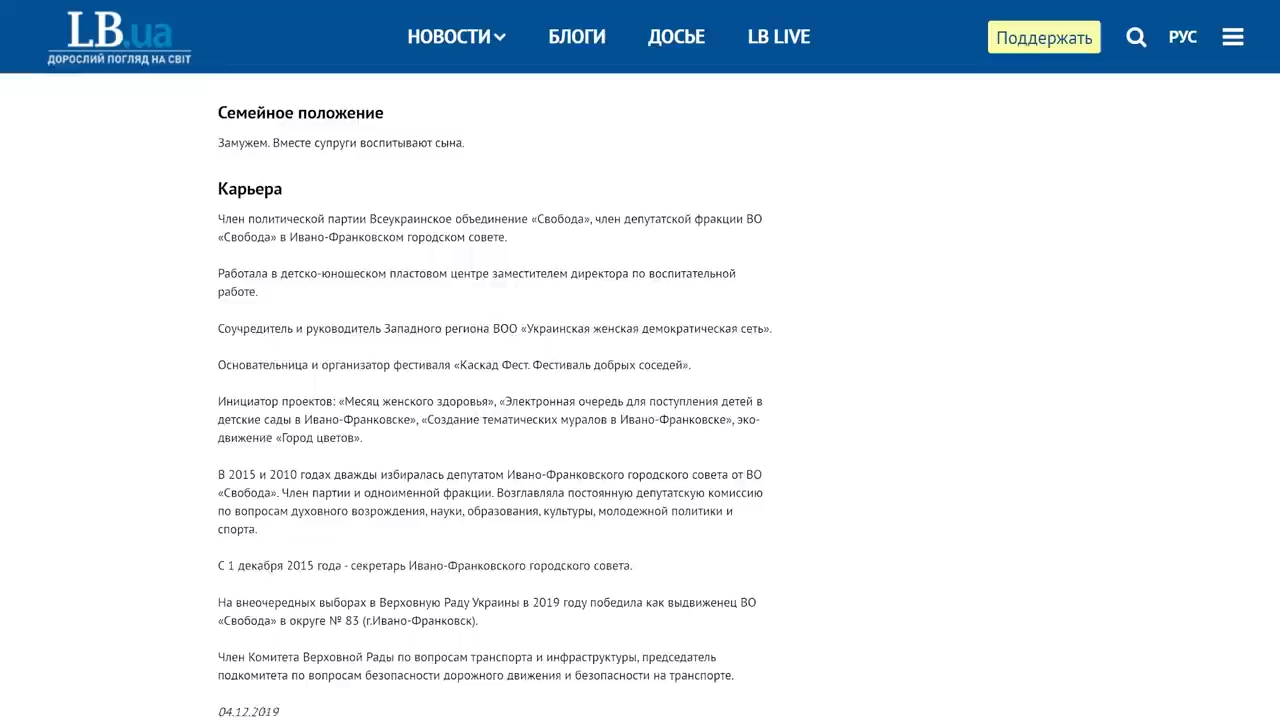 LB.ua
ДОРОСЛИЙ ПОГЛЯД НА СВІТ
НОВОСТИ БЛОГИ ДОСЬЕ LB LIVE
Поддержать РУС
Семейное положение
Замужем. Вместе супруги воспитывают сына.
Карьера
Член политической партии Всеукраинское объединение «Свобода», член депутатской фракции ВО
«Свобода» в Ивано-Франковском городском совете.
Работала в детско-юношеском пластовом центре заместителем директора по воспитательной
работе.
Соучредитель и руководитель Западного региона ВОО «Украинская женская демократическая сеть».
Основательница и организатор фестиваля «Каскад Фест. Фестиваль добрых соседей».
Инициатор проектов: «Месяц женского здоровья», «Электронная очередь для поступления детей в
детские сады в Ивано-Франковске», «Создание тематических муралов в Ивано-Франковске», эко-
движение «Город цветов».
В 2015 и 2010 годах дважды избиралась депутатом Ивано-Франковского городского совета от ВО
«Свобода». Член партии и одноименной фракции. Возглавляла постоянную депутатскую комиссию
по вопросам духовного возрождения, науки, образования, культуры, молодежной политики и
спорта.
С 1 декабря 2015 года - секретарь Ивано-Франковского городского совета.
На внеочередных выборах в Верховную Раду Украины в 2019 году победила как выдвиженец ВО
«Свобода» в округе № 83 (г.Ивано-Франковск).
Член Комитета Верховной Рады по вопросам транспорта и инфраструктуры, председатель
подкомитета по вопросам безопасности дорожного движения и безопасности на транспорте.
04.12.2019